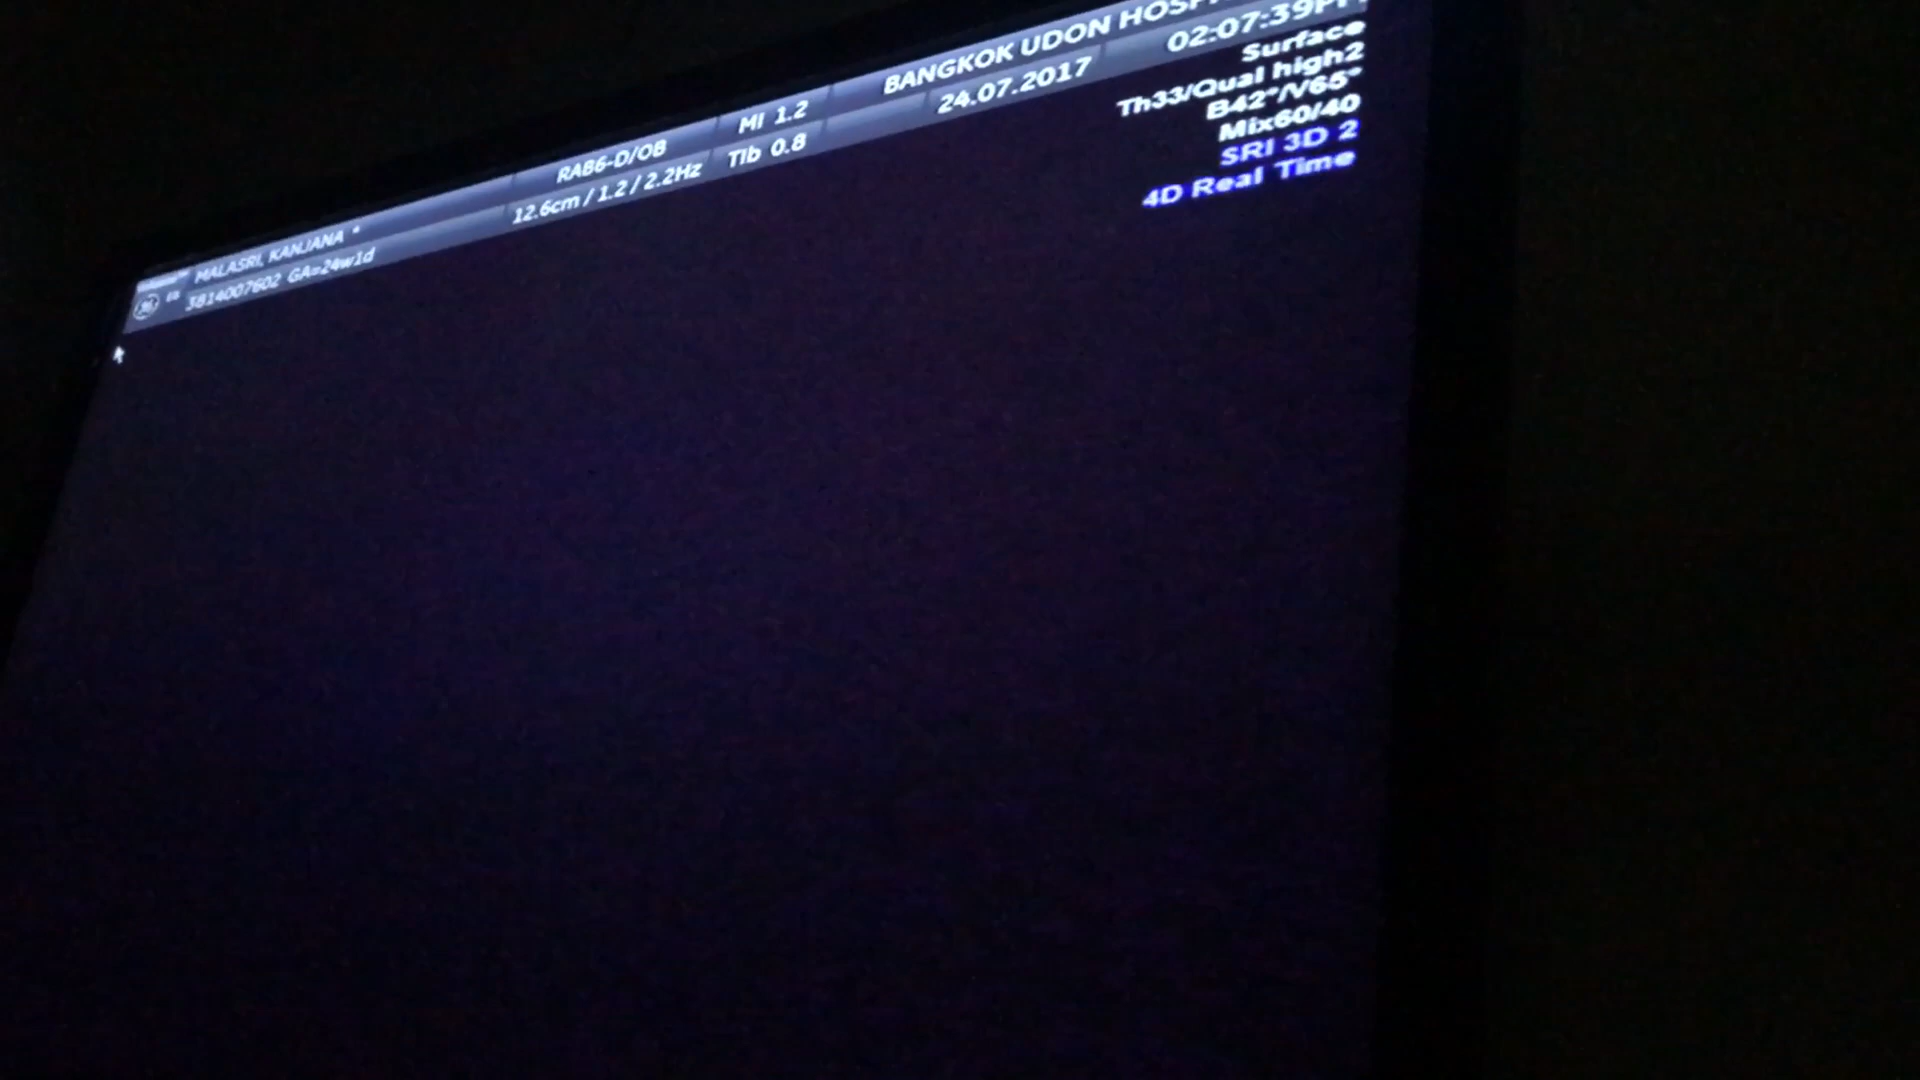 MALASRI, KANJANA *
3814007602 GA=24w1d
RAB6-D/OB
12.6cm / 1.2 / 2.2Hz
MI 1.2
TIb 0.8
BANGKOK UDON
24.07.2017
02:07:39PM
Surface
Th33/Qual high2
B42°/V65°
Mix60/40
SRI 3D 2
4D Real Time